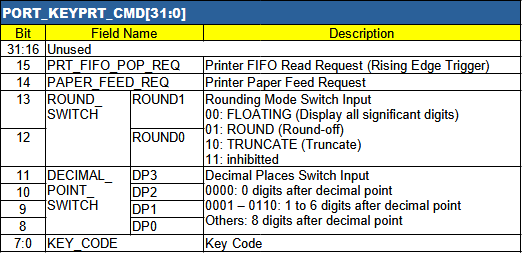 PORT_KEYPRT_CMD[31:0]
Bit Field Name Description
31:16 Unused
15 PRT_FIFO_POP_REQ Printer FIFO Read Request (Rising Edge Trigger)
14 PAPER_FEED_REQ Printer Paper Feed Request
13 ROUND_ ROUND1 Rounding Mode Switch Input
SWITCH 00: FLOATING (Display all significant digits)
01: ROUND (Round-off)
12 ROUND0 10: TRUNCATE (Truncate)
11: inhibitted
11 DECIMAL_ DP3 Decimal Places Switch Input
10 POINT_ DP2 0000: 0 digits after decimal point
9 SWITCH DP1 0001 – 0110: 1 to 6 digits after decimal point
8 DP0 Others: 8 digits after decimal point
7:0 KEY_CODE Key Code